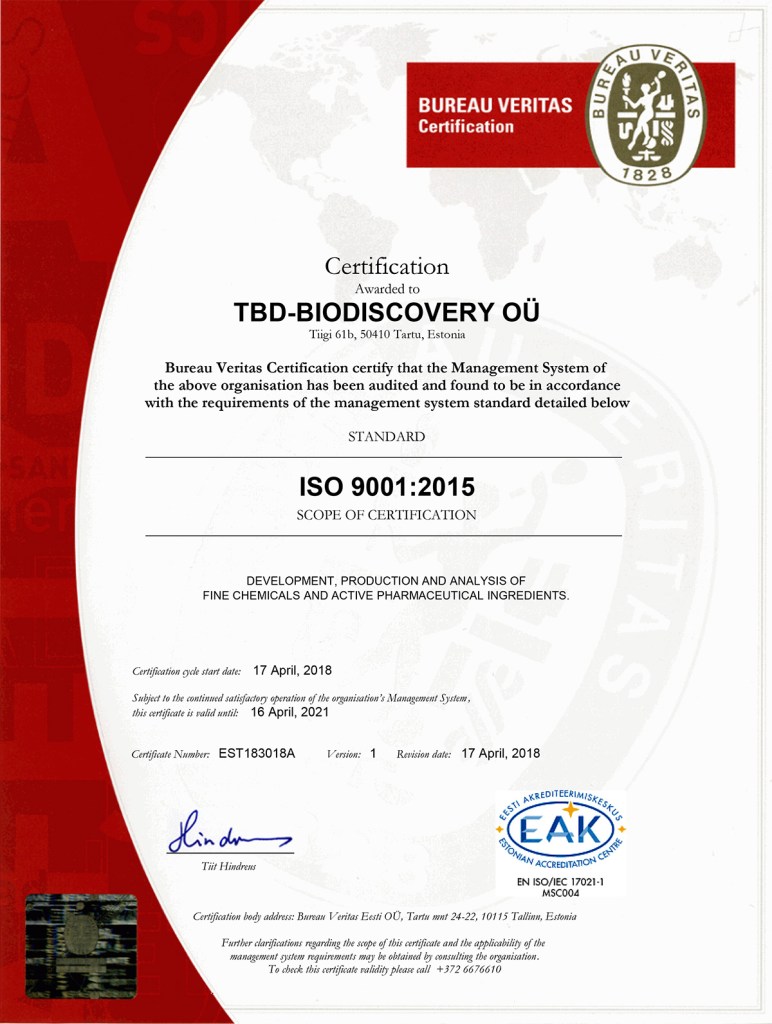 BUREAU VERITAS
Certification
BUREAU VERITAS
1828
Certification
Awarded to
TBD-BIODISCOVERY OÜ
Tiigi 61b, 50410 Tartu, Estonia
Bureau Veritas Certification certify that the Management System of
the above organisation has been audited and found to be in accordance
with the requirements of the management system standard detailed below
STANDARD
ISO 9001:2015
SCOPE OF CERTIFICATION
DEVELOPMENT, PRODUCTION AND ANALYSIS OF
FINE CHEMICALS AND ACTIVE PHARMACEUTICAL INGREDIENTS.
Certification cycle start date: 17 April, 2018
Subject to the continued satisfactory operation of the organisation's Management System,
this certificate is valid until: 16 April, 2021
Certificate Number: EST183018A Version: 1 Revision date: 17 April, 2018
Hindre
Tiit Hindreus
EESTI AKREDITEERIMISKESKUS
EAK
ESTONIAN ACCREDITATION CENTRE
EN ISO/IEC 17021-1
MSC004
Certification body address: Bureau Veritas Eesti OÜ, Tartu mnt 24-22, 10115 Tallinn, Estonia
Further clarifications regarding the scope of this certificate and the applicability of the
management system requirements may be obtained by consulting the organisation.
To check this certificate validity please call +372 6676610